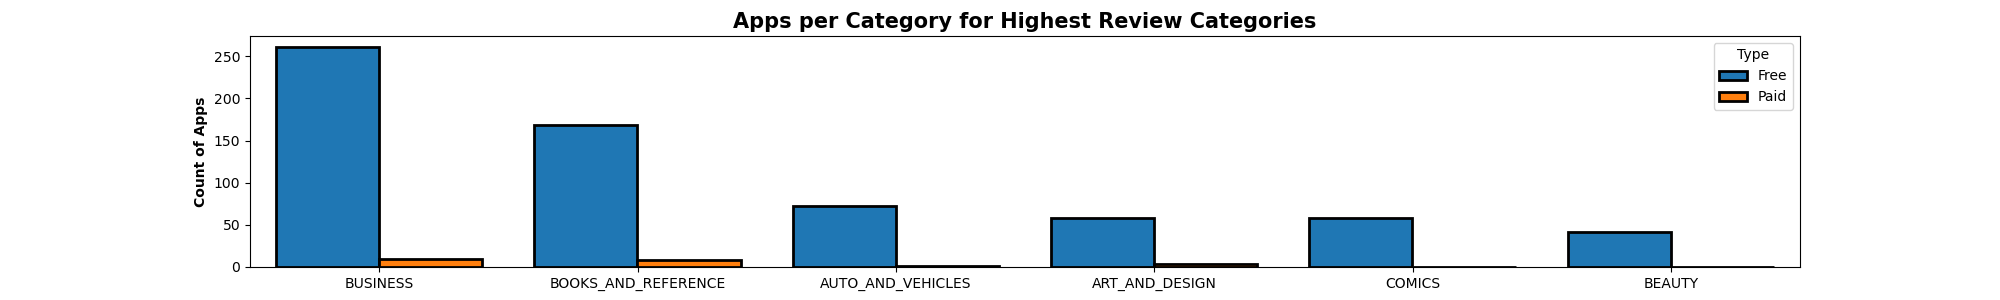 Apps per Category for Highest Review Categories
Count of Apps
250
200
150
100
50
0
Type
Free
Paid
BUSINESS
BOOKS_AND_REFERENCE
AUTO_AND_VEHICLES
ART_AND_DESIGN
COMICS
BEAUTY